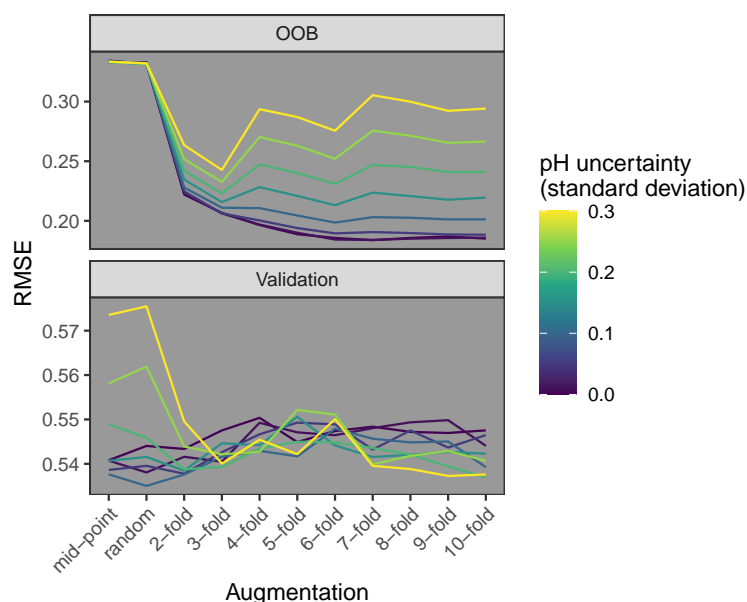 OOB
0.30
0.25
0.20
RMSE
Validation
0.57
0.56
0.55
0.54
mid−point
random
2−fold
3−fold
4−fold
5−fold
6−fold
7−fold
8−fold
9−fold
10−fold
Augmentation
pH uncertainty
(standard deviation)
0.3
0.2
0.1
0.0